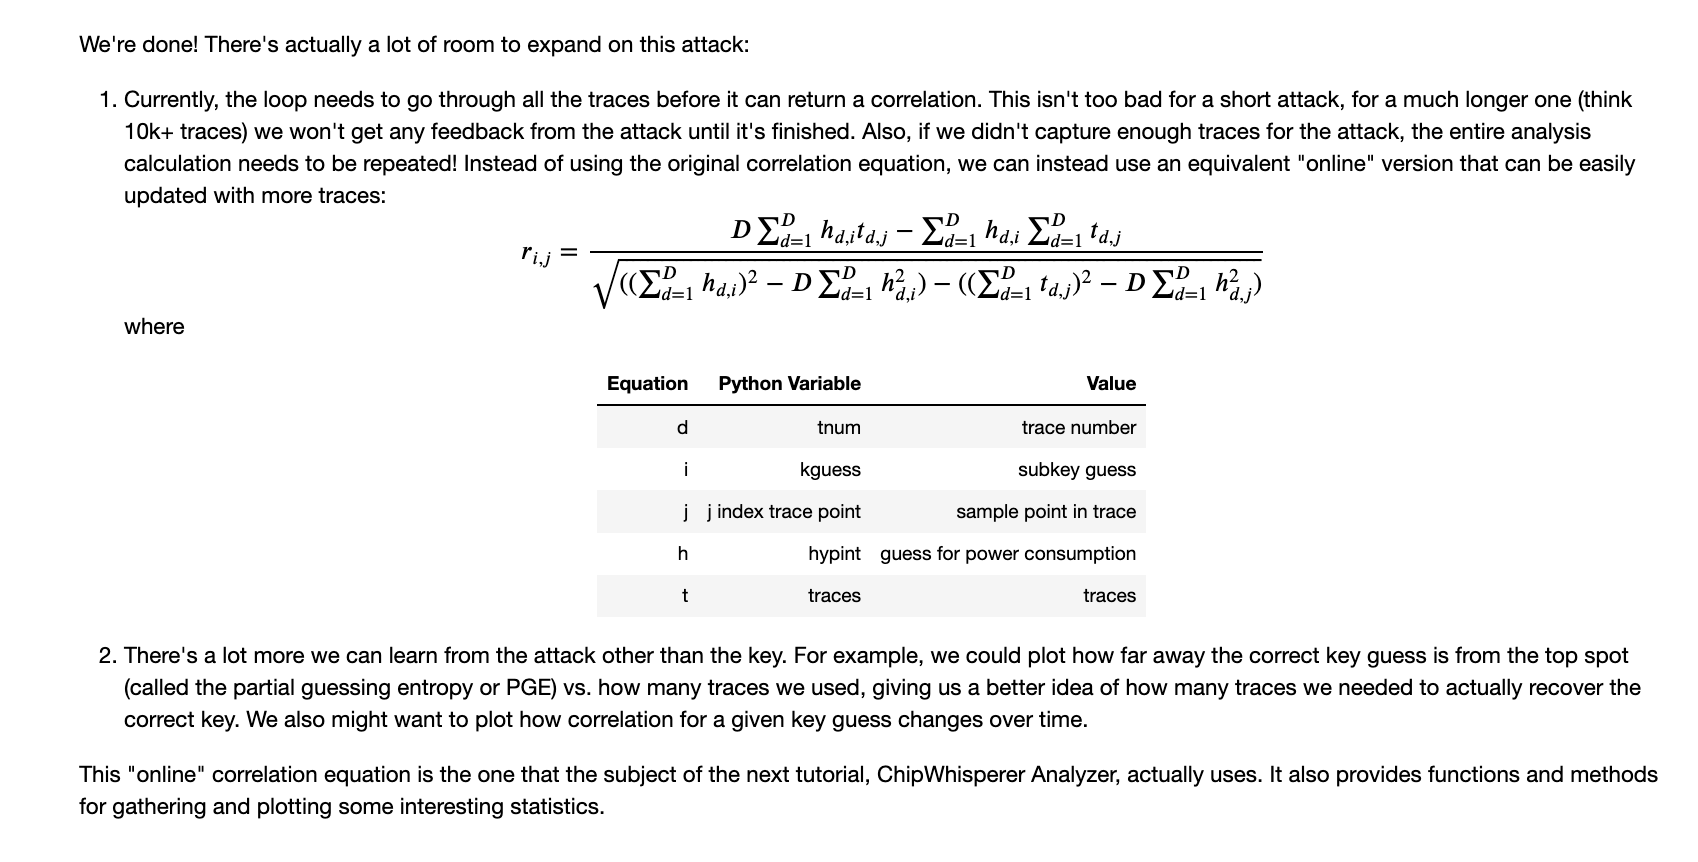 We're done! There's actually a lot of room to expand on this attack:
1. Currently, the loop needs to go through all the traces before it can return a correlation. This isn't too bad for a short attack, for a much longer one (think
10k+ traces) we won't get any feedback from the attack until it's finished. Also, if we didn't capture enough traces for the attack, the entire analysis
calculation needs to be repeated! Instead of using the original correlation equation, we can instead use an equivalent "online" version that can be easily
updated with more traces:
r_{i,j} = \frac{D \sum_{d=1}^{D} h_{d,i} t_{d,j} - \sum_{d=1}^{D} h_{d,i} \sum_{d=1}^{D} t_{d,j}}{\sqrt{((\sum_{d=1}^{D} h_{d,i})^2 - D \sum_{d=1}^{D} h_{d,i}^2) - ((\sum_{d=1}^{D} t_{d,j})^2 - D \sum_{d=1}^{D} h_{d,j}^2)}}
where
Equation Python Variable Value
d tnum trace number
i kguess subkey guess
j j index trace point sample point in trace
h hypint guess for power consumption
t traces traces
2. There's a lot more we can learn from the attack other than the key. For example, we could plot how far away the correct key guess is from the top spot
(called the partial guessing entropy or PGE) vs. how many traces we used, giving us a better idea of how many traces we needed to actually recover the
correct key. We also might want to plot how correlation for a given key guess changes over time.
This "online" correlation equation is the one that the subject of the next tutorial, ChipWhisperer Analyzer, actually uses. It also provides functions and methods
for gathering and plotting some interesting statistics.